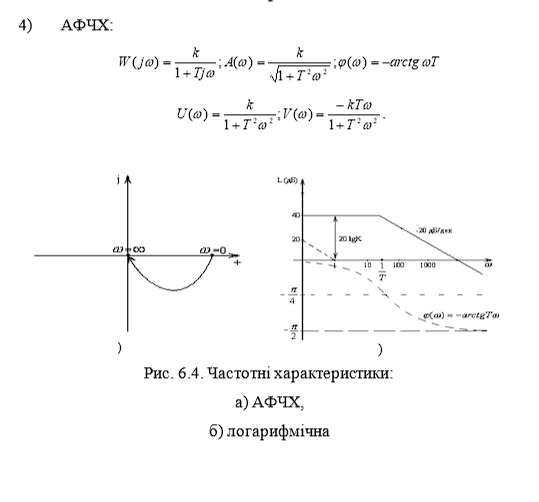 4) АФЧХ:
W(jω) = k / (1 + Tjω); A(ω) = k / √(1 + T²ω²); φ(ω) = −arctg ωT
U(ω) = k / (1 + T²ω²); V(ω) = −kTω / (1 + T²ω²).
j
ω=∞ ω=0
+
)
L (дБ)
40
20
20 lgK
-20 дБ/дек
1 10 1/T 100 1000 ω
-π/4
φ(ω) = −arctgTω
-π/2
)
Рис. 6.4. Частотні характеристики:
а) АФЧХ,
б) логарифмічна